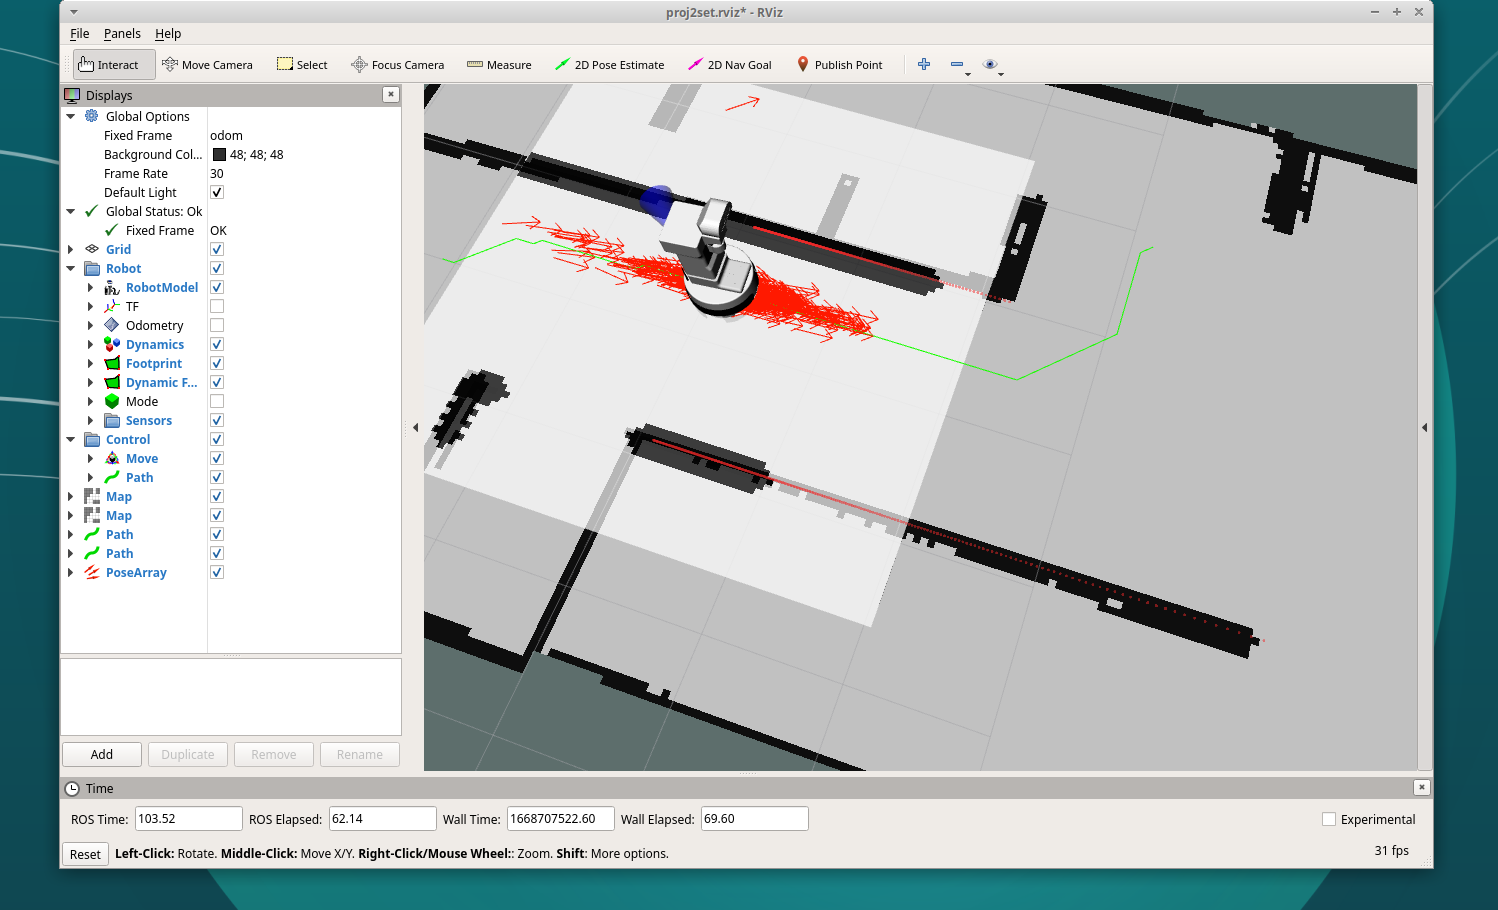 proj2set.rviz* - RViz
File Panels Help
Interact Move Camera Select Focus Camera Measure 2D Pose Estimate 2D Nav Goal Publish Point
Displays
Global Options
Fixed Frame odom
Background Col... 48; 48; 48
Frame Rate 30
Default Light
Global Status: Ok
Fixed Frame OK
Grid
Robot
RobotModel
TF
Odometry
Dynamics
Footprint
Dynamic F...
Mode
Sensors
Control
Move
Path
Map
Map
Path
Path
PoseArray
Add Duplicate Remove Rename
Time
ROS Time: 103.52 ROS Elapsed: 62.14 Wall Time: 1668707522.60 Wall Elapsed: 69.60 Experimental
Reset Left-Click: Rotate. Middle-Click: Move X/Y. Right-Click/Mouse Wheel:: Zoom. Shift: More options. 31 fps